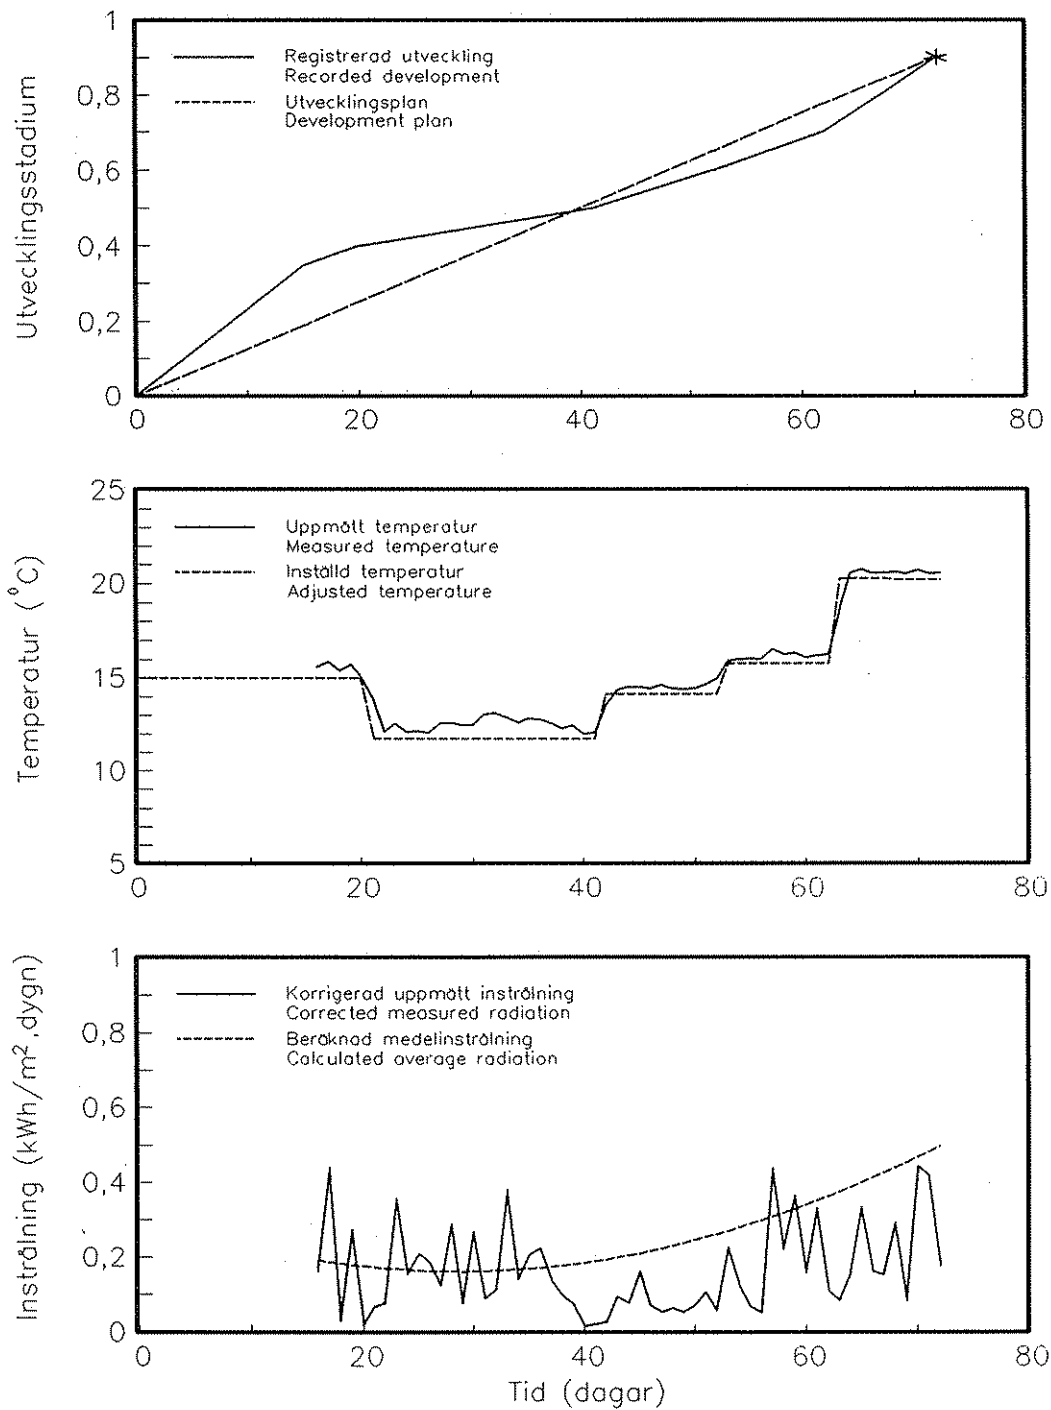 Utvecklingsstadium
1
0,8
0,6
0,4
0,2
0
Registrerad utveckling
Recorded development
Utvecklingsplan
Development plan
0 20 40 60 80
Temperatur (°C)
25
20
15
10
5
Uppmätt temperatur
Measured temperature
Inställd temperatur
Adjusted temperature
0 20 40 60 80
Instrålning (kWh/m²,dygn)
1
0,8
0,6
0,4
0,2
0
Korrigerad uppmätt instrålning
Corrected measured radiation
Beräknad medelinstrålning
Calculated average radiation
0 20 40 60 80
Tid (dagar)